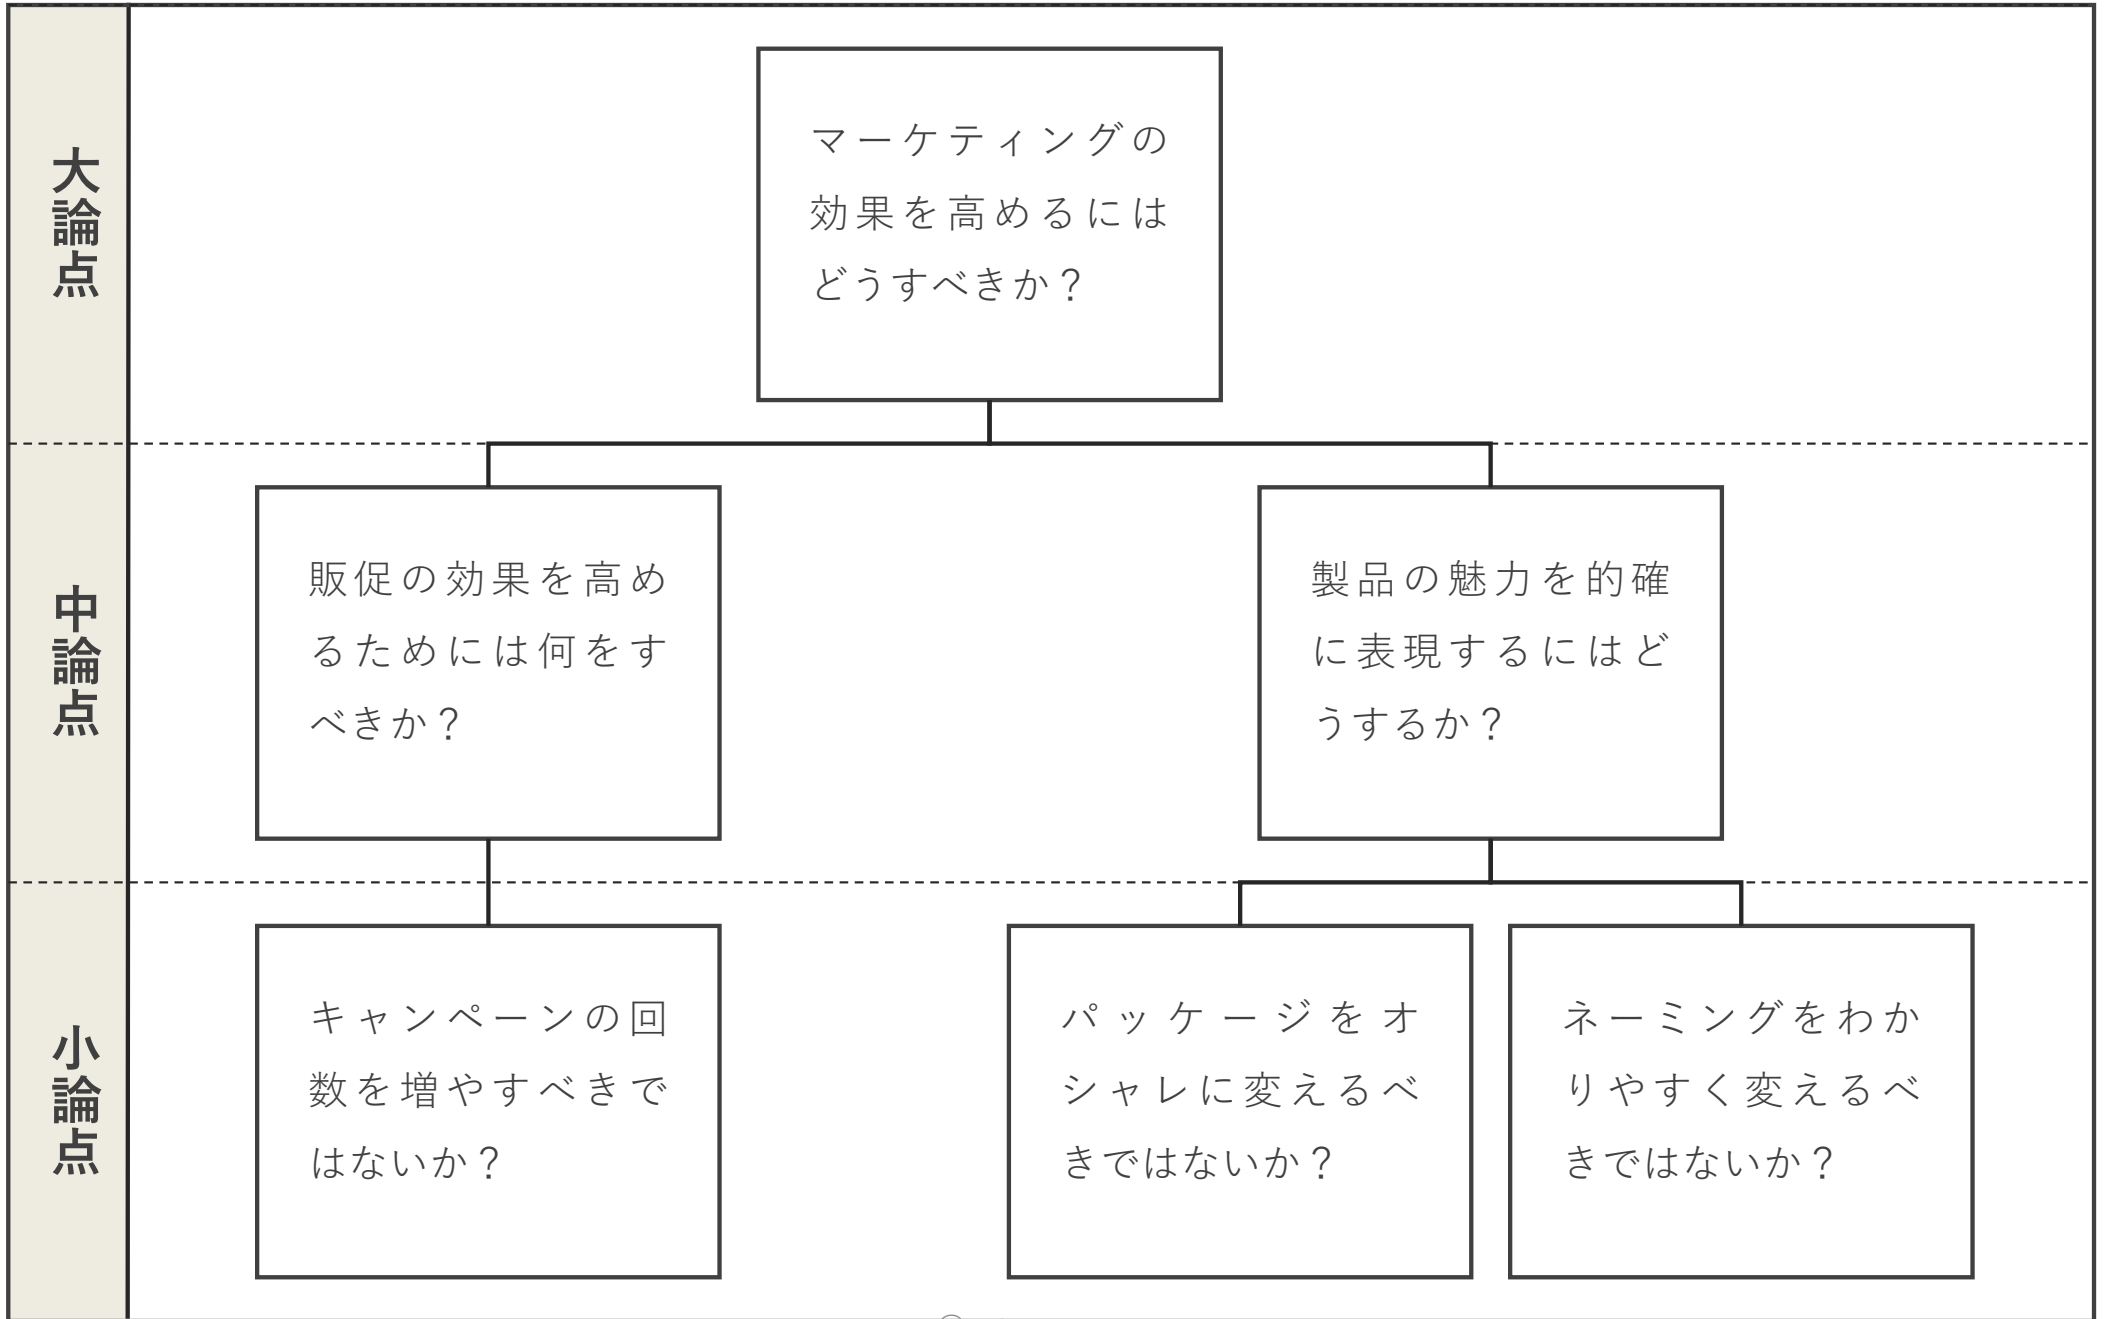 大論点
マーケティングの
効果を高めるには
どうすべきか？
中論点
販促の効果を高め
るためには何をす
べきか？
製品の魅力を的確
に表現するにはど
うするか？
小論点
キャンペーンの回
数を増やすべきで
はないか？
パッケージをオ
シャレに変えるべ
きではないか？
ネーミングをわか
りやすく変えるべ
きではないか？